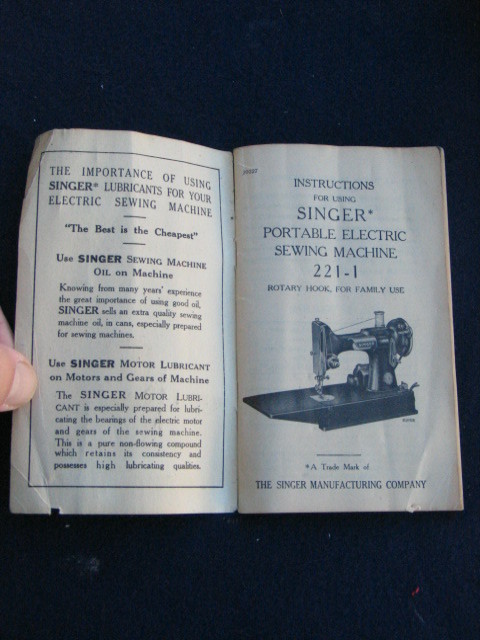 THE IMPORTANCE OF USING
SINGER* LUBRICANTS FOR YOUR
ELECTRIC SEWING MACHINE
"The Best is the Cheapest"
Use SINGER SEWING MACHINE
OIL on Machine
Knowing from many years' experience
the great importance of using good oil,
SINGER sells an extra quality sewing
machine oil, in cans, especially prepared
for sewing machines.
Use SINGER MOTOR LUBRICANT
on Motors and Gears of Machine
The SINGER MOTOR LUBRI-
CANT is especially prepared for lubri-
cating the bearings of the electric motor
and gears of the sewing machine.
This is a pure non-flowing compound
which retains its consistency and
possesses high lubricating qualities.
INSTRUCTIONS
FOR USING
SINGER*
PORTABLE ELECTRIC
SEWING MACHINE
221-1
ROTARY HOOK, FOR FAMILY USE
*A Trade Mark of
THE SINGER MANUFACTURING COMPANY